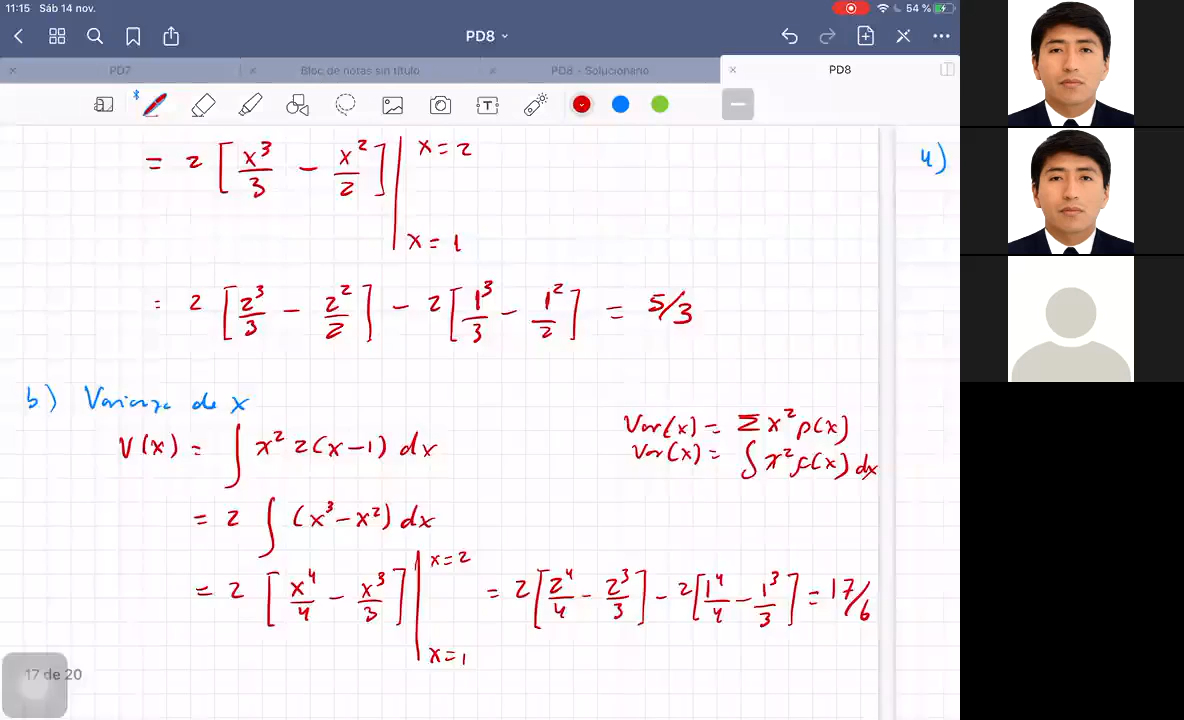 11:15 Sáb 14 nov. 54 %
PD8
PD7 Bloc de notas sin título PD8 - Solucionario PD8
= 2 [x³/3 − x²/2] | x=2
x=1
4)
= 2 [2³/3 − 2²/2] − 2 [1³/3 − 1²/2] = 5/3
b) Varianza de x
V(x) = ∫ x² 2(x−1) dx
Var(x) = Σ x² p(x)
Var(x) = ∫ x² f(x) dx
= 2 ∫ (x³−x²) dx
= 2 [x⁴/4 − x³/3] | x=2 = 2 [2⁴/4 − 2³/3] − 2 [1⁴/4 − 1³/3] = 17/6
x=1
17 de 20